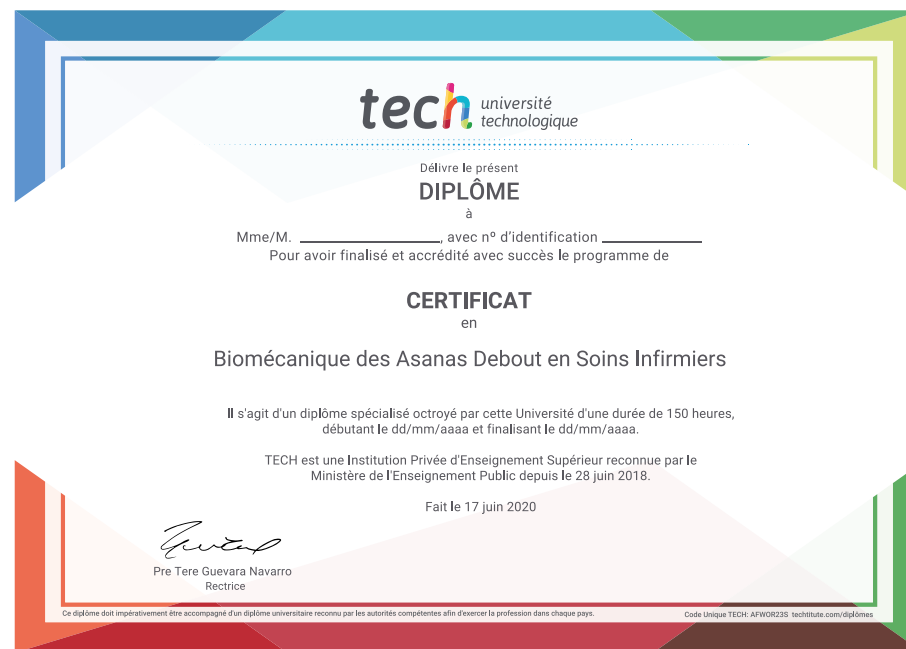 tech université
technologique
Délivre le présent
DIPLÔME
à
Mme/M. ____________, avec nº d'identification ____________
Pour avoir finalisé et accrédité avec succès le programme de
CERTIFICAT
en
Biomécanique des Asanas Debout en Soins Infirmiers
Il s'agit d'un diplôme spécialisé octroyé par cette Université d'une durée de 150 heures,
débutant le dd/mm/aaaa et finalisant le dd/mm/aaaa.
TECH est une Institution Privée d'Enseignement Supérieur reconnue par le
Ministère de l'Enseignement Public depuis le 28 juin 2018.
Fait le 17 juin 2020
Pre Tere Guevara Navarro
Rectrice
Ce diplôme doit impérativement être accompagné d'un diplôme universitaire reconnu par les autorités compétentes afin d'exercer la profession dans chaque pays.
Code Unique TECH: AFWOR23S techtitute.com/diplômes